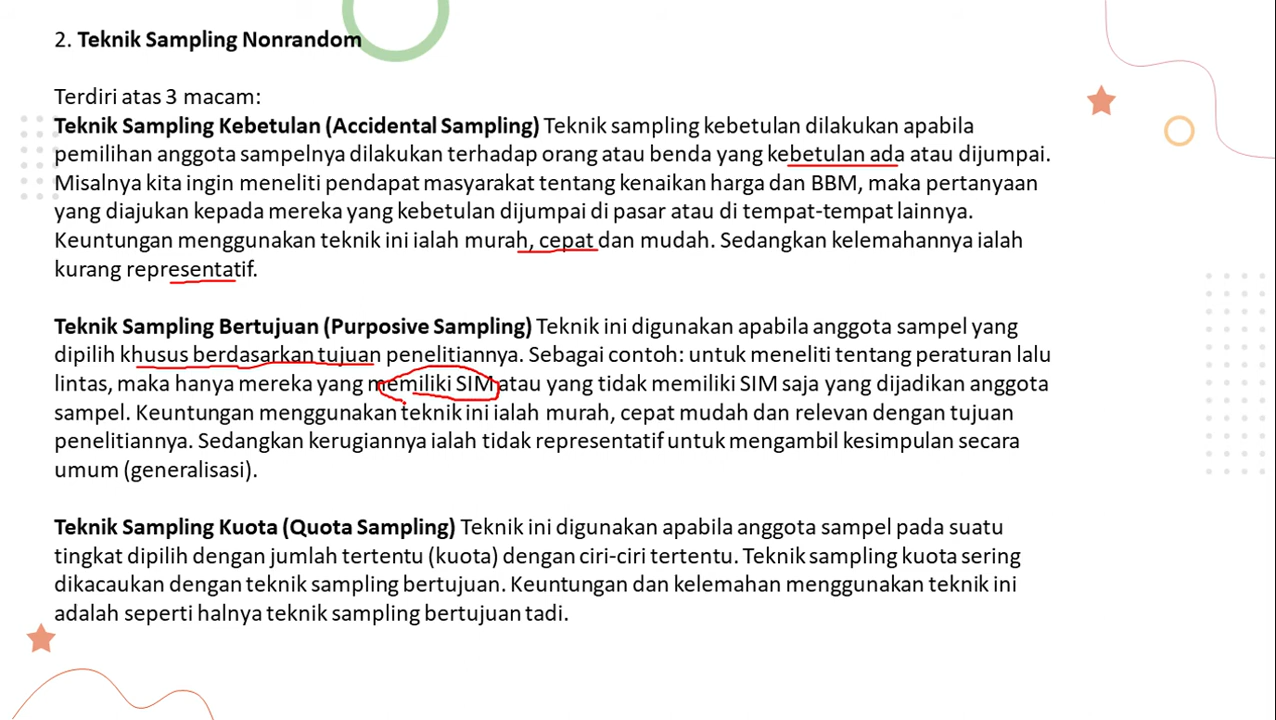 2. Teknik Sampling Nonrandom
Terdiri atas 3 macam:
Teknik Sampling Kebetulan (Accidental Sampling) Teknik sampling kebetulan dilakukan apabila
pemilihan anggota sampelnya dilakukan terhadap orang atau benda yang kebetulan ada atau dijumpai.
Misalnya kita ingin meneliti pendapat masyarakat tentang kenaikan harga dan BBM, maka pertanyaan
yang diajukan kepada mereka yang kebetulan dijumpai di pasar atau di tempat-tempat lainnya.
Keuntungan menggunakan teknik ini ialah murah, cepat dan mudah. Sedangkan kelemahannya ialah
kurang representatif.
Teknik Sampling Bertujuan (Purposive Sampling) Teknik ini digunakan apabila anggota sampel yang
dipilih khusus berdasarkan tujuan penelitiannya. Sebagai contoh: untuk meneliti tentang peraturan lalu
lintas, maka hanya mereka yang memiliki SIM atau yang tidak memiliki SIM saja yang dijadikan anggota
sampel. Keuntungan menggunakan teknik ini ialah murah, cepat mudah dan relevan dengan tujuan
penelitiannya. Sedangkan kerugiannya ialah tidak representatif untuk mengambil kesimpulan secara
umum (generalisasi).
Teknik Sampling Kuota (Quota Sampling) Teknik ini digunakan apabila anggota sampel pada suatu
tingkat dipilih dengan jumlah tertentu (kuota) dengan ciri-ciri tertentu. Teknik sampling kuota sering
dikacaukan dengan teknik sampling bertujuan. Keuntungan dan kelemahan menggunakan teknik ini
adalah seperti halnya teknik sampling bertujuan tadi.